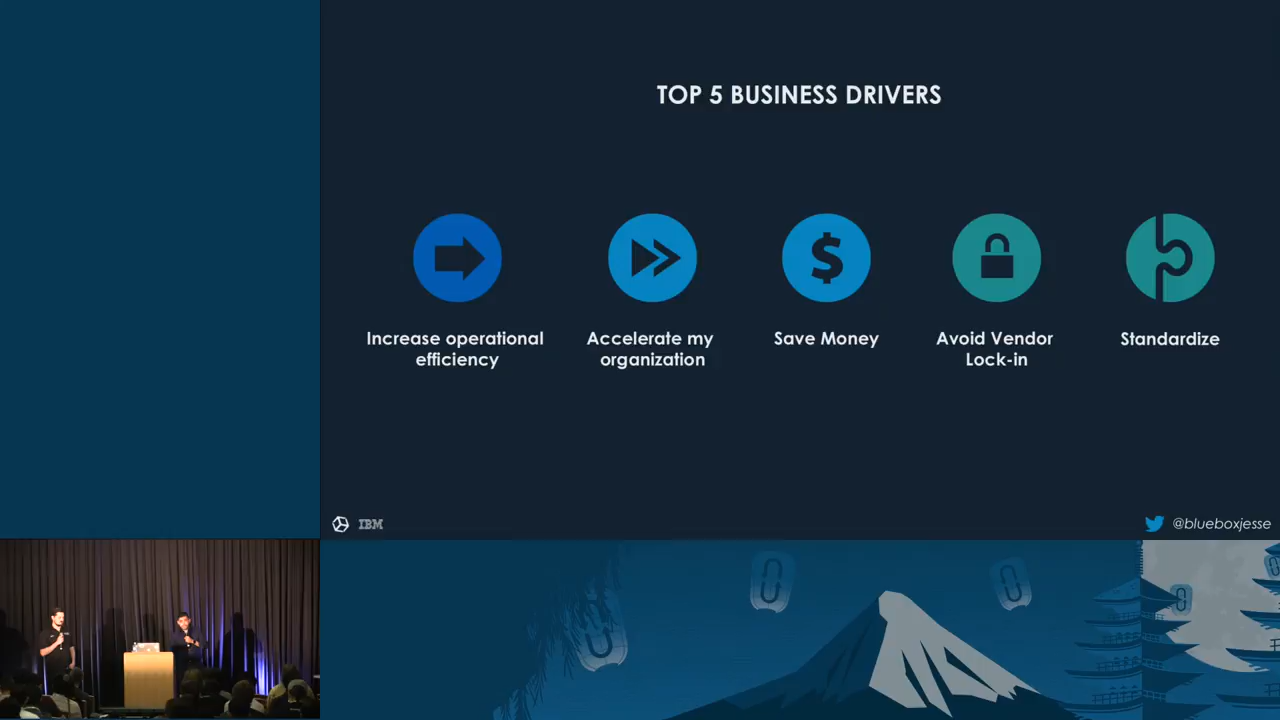 TOP 5 BUSINESS DRIVERS
Increase operational
efficiency
Accelerate my
organization
Save Money
Avoid Vendor
Lock-in
Standardize
IBM
@blueboxjesse